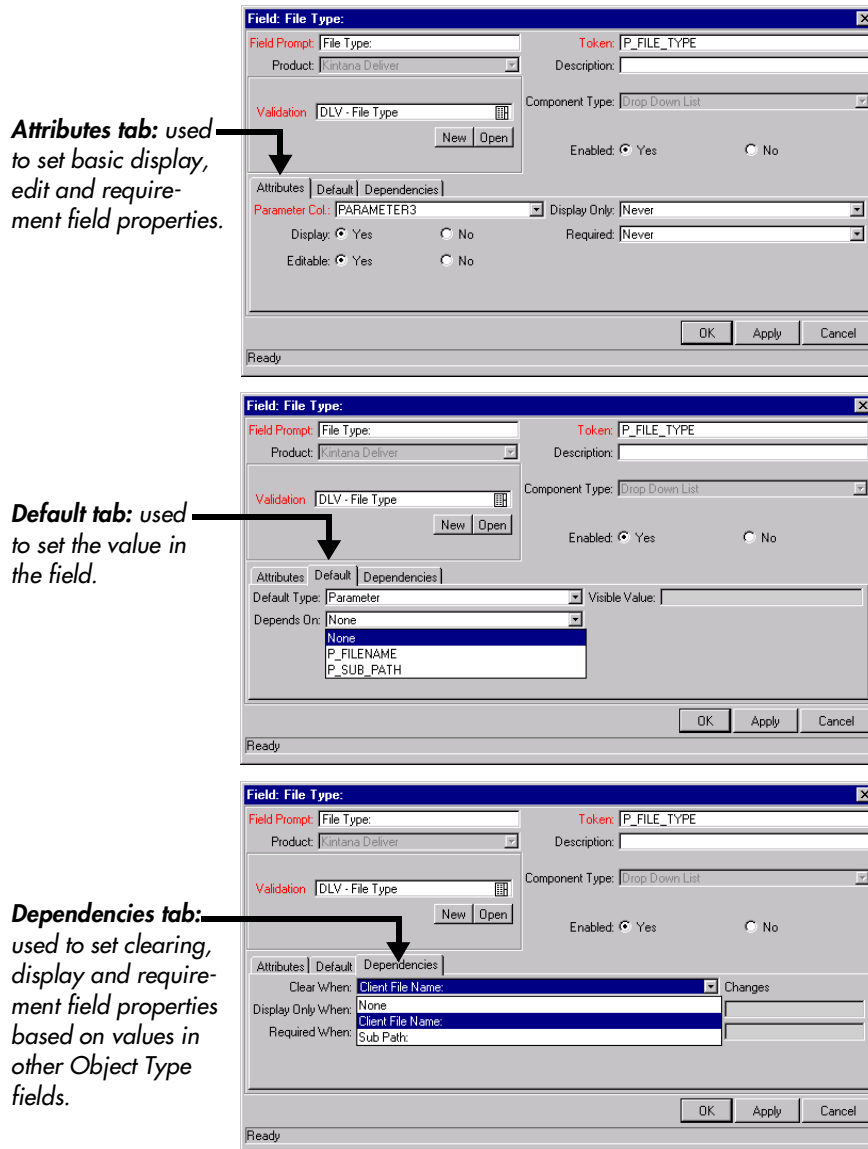 Field: File Type:
Field Prompt: File Type:
Token: P_FILE_TYPE
Product: Kintana Deliver
Description:
Validation DLV - File Type
Component Type: Drop Down List
New Open
Enabled: Yes No
Attributes tab: used
to set basic display,
edit and require-
ment field properties.
Attributes Default Dependencies
Parameter Col.: PARAMETER3
Display Only: Never
Display: Yes No
Required: Never
Editable: Yes No
OK Apply Cancel
Ready
Field: File Type:
Field Prompt: File Type:
Token: P_FILE_TYPE
Product: Kintana Deliver
Description:
Validation DLV - File Type
Component Type: Drop Down List
New Open
Enabled: Yes No
Default tab: used
to set the value in
the field.
Attributes Default Dependencies
Default Type: Parameter
Visible Value:
Depends On: None
None
P_FILENAME
P_SUB_PATH
OK Apply Cancel
Ready
Field: File Type:
Field Prompt: File Type:
Token: P_FILE_TYPE
Product: Kintana Deliver
Description:
Validation DLV - File Type
Component Type: Drop Down List
New Open
Enabled: Yes No
Dependencies tab:
used to set clearing,
display and require-
ment field properties
based on values in
other Object Type
fields.
Attributes Default Dependencies
Clear When: Client File Name: Changes
Display Only When: None
Client File Name:
Required When: Sub Path:
OK Apply Cancel
Ready